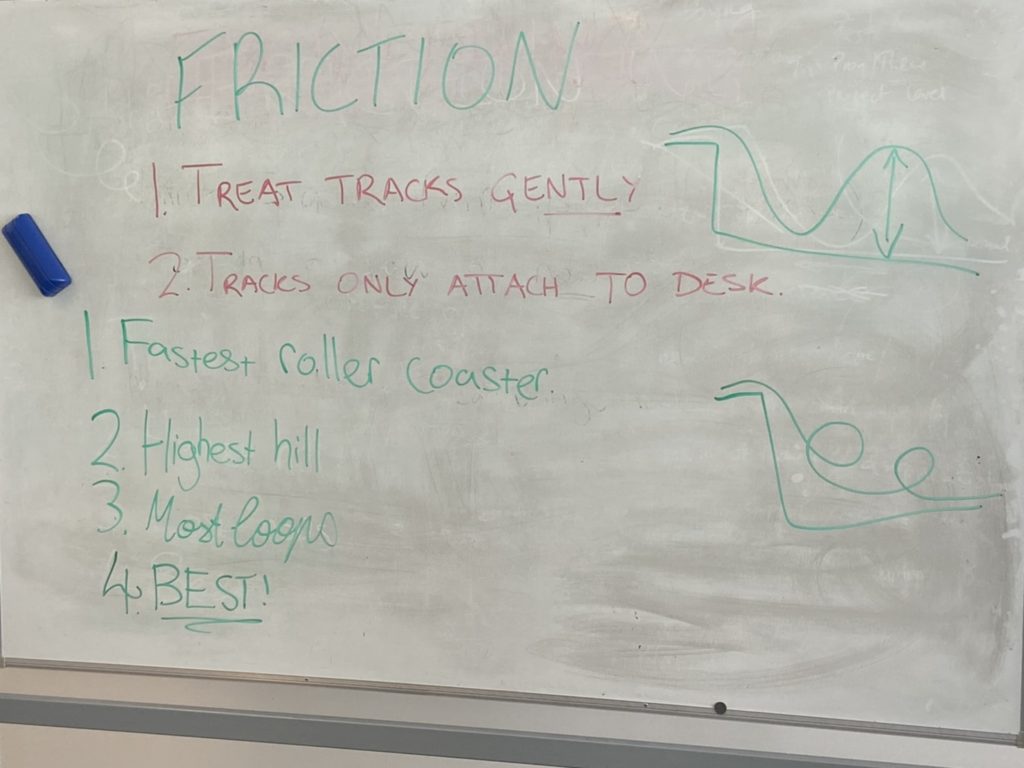 FRICTION
1. TREAT TRACKS GENTLY
2. TRACKS ONLY ATTACH TO DESK.
1. Fastest roller coaster.
2. Highest hill
3. Most loops
4. BEST!